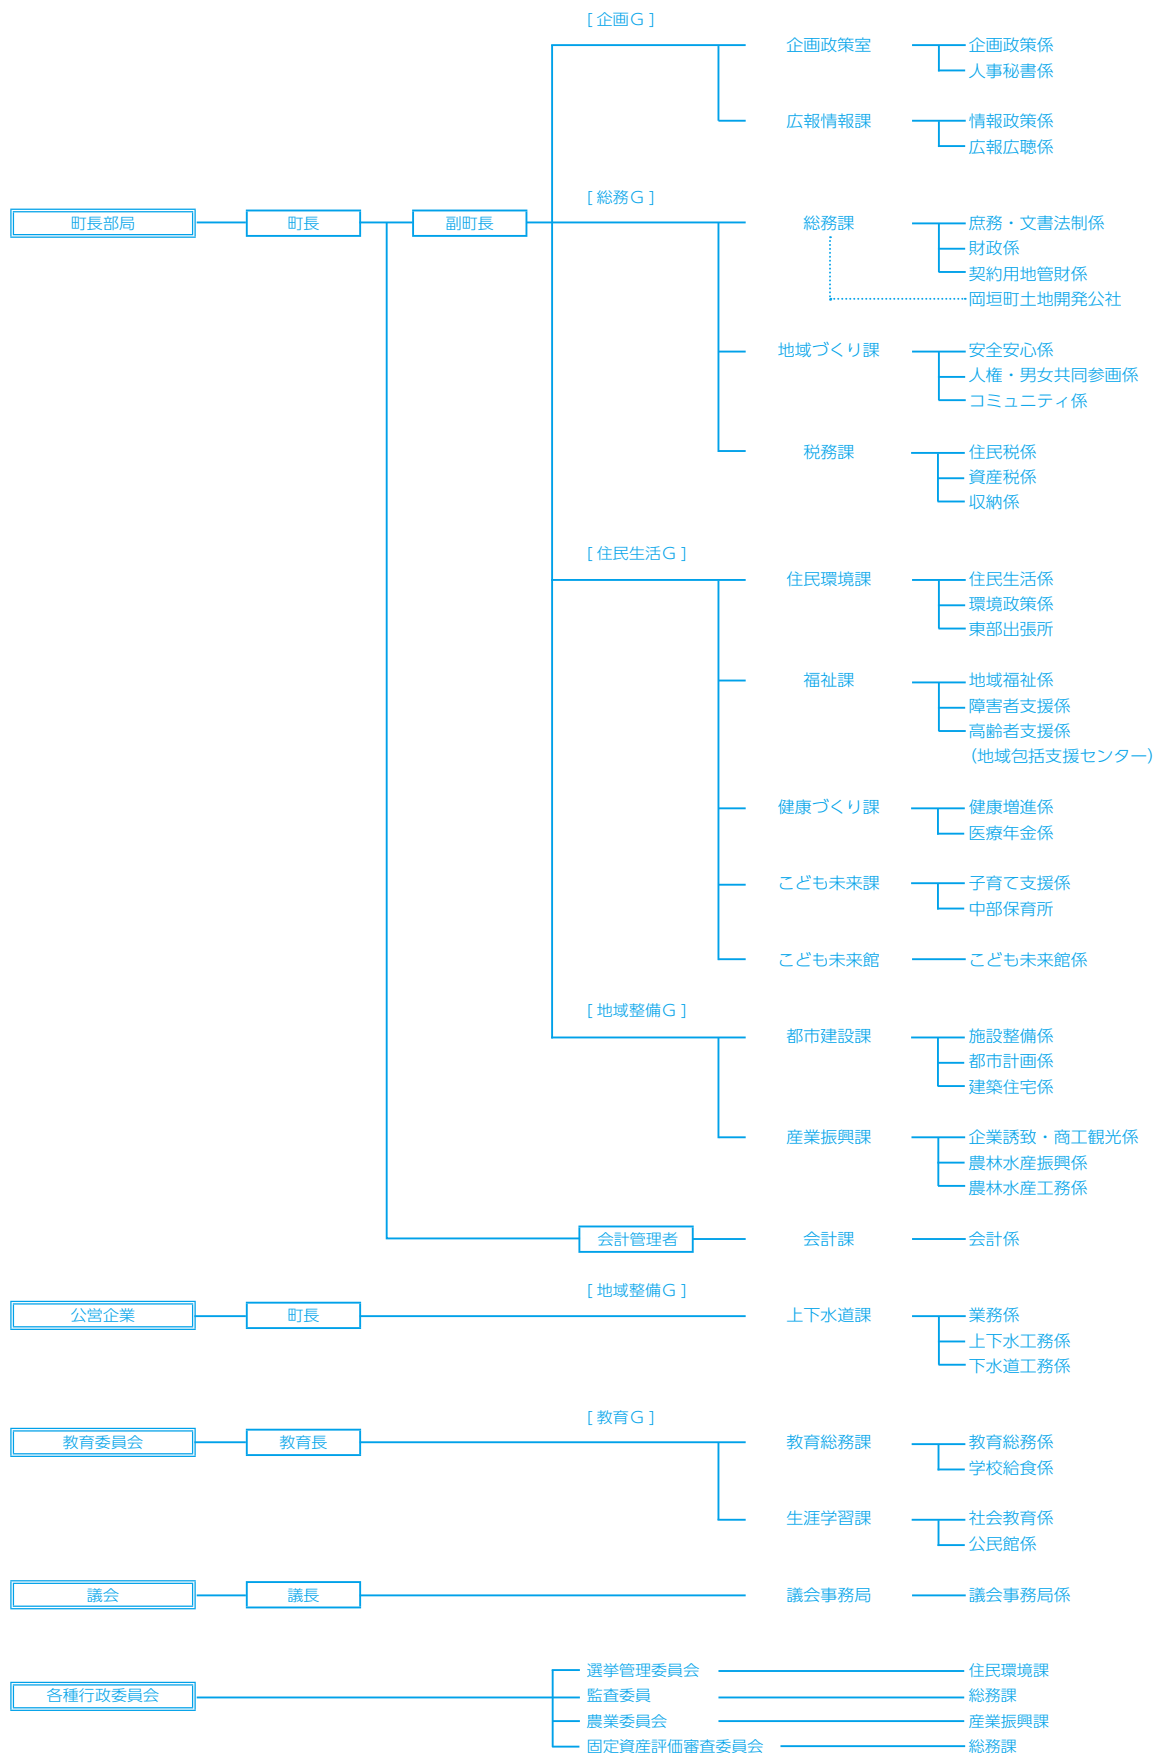 [ 企画G ]
企画政策室
企画政策係
人事秘書係
広報情報課
情報政策係
広報広聴係
町長部局
町長
副町長
[ 総務G ]
総務課
庶務・文書法制係
財政係
契約用地管財係
岡垣町土地開発公社
地域づくり課
安全安心係
人権・男女共同参画係
コミュニティ係
税務課
住民税係
資産税係
収納係
[ 住民生活G ]
住民環境課
住民生活係
環境政策係
東部出張所
福祉課
地域福祉係
障害者支援係
高齢者支援係
（地域包括支援センター）
健康づくり課
健康増進係
医療年金係
こども未来課
子育て支援係
中部保育所
こども未来館
こども未来館係
[ 地域整備G ]
都市建設課
施設整備係
都市計画係
建築住宅係
産業振興課
企業誘致・商工観光係
農林水産振興係
農林水産工務係
会計管理者
会計課
会計係
公営企業
町長
[ 地域整備G ]
上下水道課
業務係
上下水工務係
下水道工務係
教育委員会
教育長
[ 教育G ]
教育総務課
教育総務係
学校給食係
生涯学習課
社会教育係
公民館係
議会
議長
議会事務局
議会事務局係
各種行政委員会
選挙管理委員会
住民環境課
監査委員
総務課
農業委員会
産業振興課
固定資産評価審査委員会
総務課